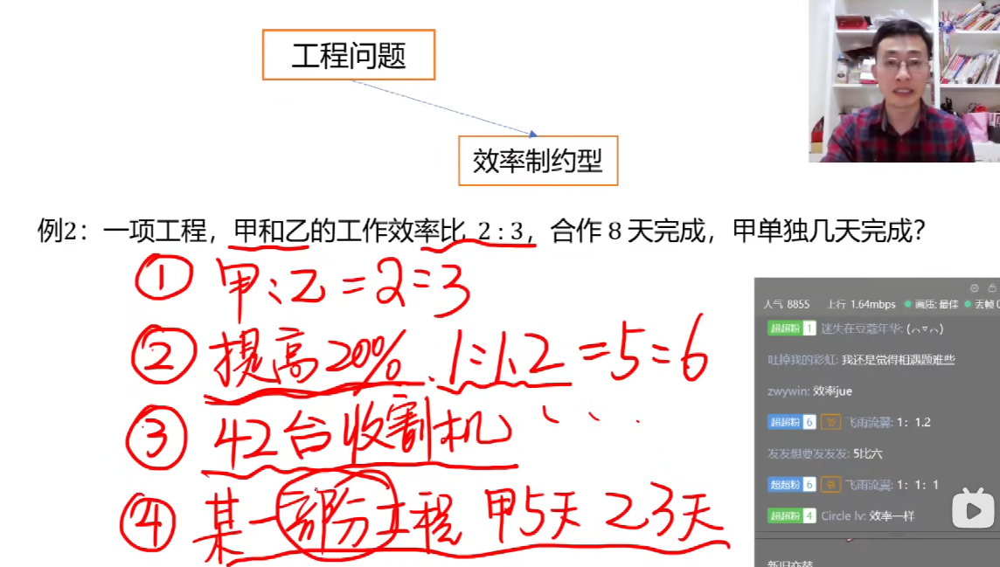 工程问题
效率制约型
例2：一项工程，甲和乙的工作效率比 2 : 3，合作 8 天完成，甲单独几天完成？
① 甲:乙=2:3
② 提高20% 1:1.2=5:6
③ 42台收割机
④ 某一部分工程 甲5天 乙3天
人气 8855 上行 1.64mbps 画质: 最佳 丢帧
超超粉 1 迷失在豆蔻年华:
吐掉我的彩虹: 我还是觉得相遇题难些
zwywin: 效率jue
超超粉 6 飞雨流翼: 1：1.2
发发想要发发发: 5比六
超超粉 6 飞雨流翼: 1：1：1
超超粉 4 Circle lv: 效率一样
新旧交替